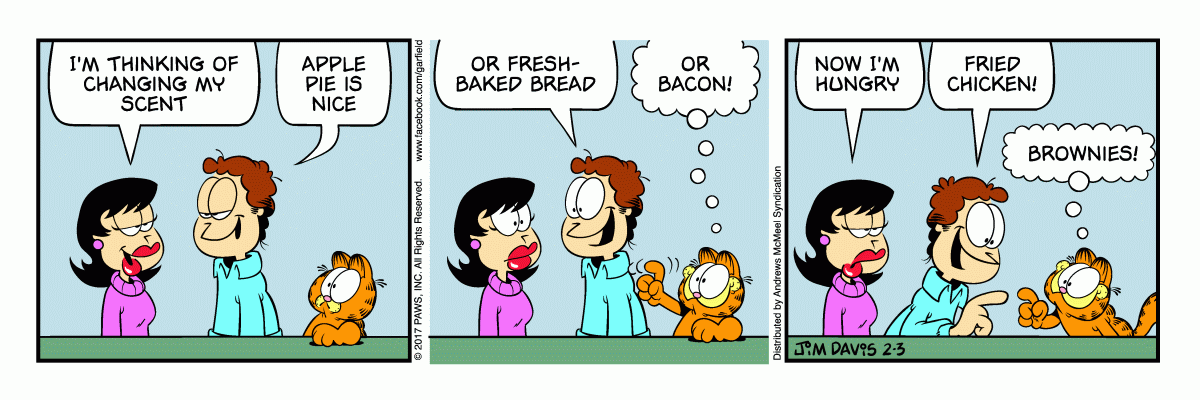 I'M THINKING OF
CHANGING MY
SCENT
APPLE
PIE IS
NICE
© 2017 PAWS, INC. All Rights Reserved. www.facebook.com/garfield
OR FRESH-
BAKED BREAD
OR
BACON!
Distributed by Andrews McMeel Syndication
NOW I'M
HUNGRY
FRIED
CHICKEN!
BROWNIES!
JIM DAVIS 2-3